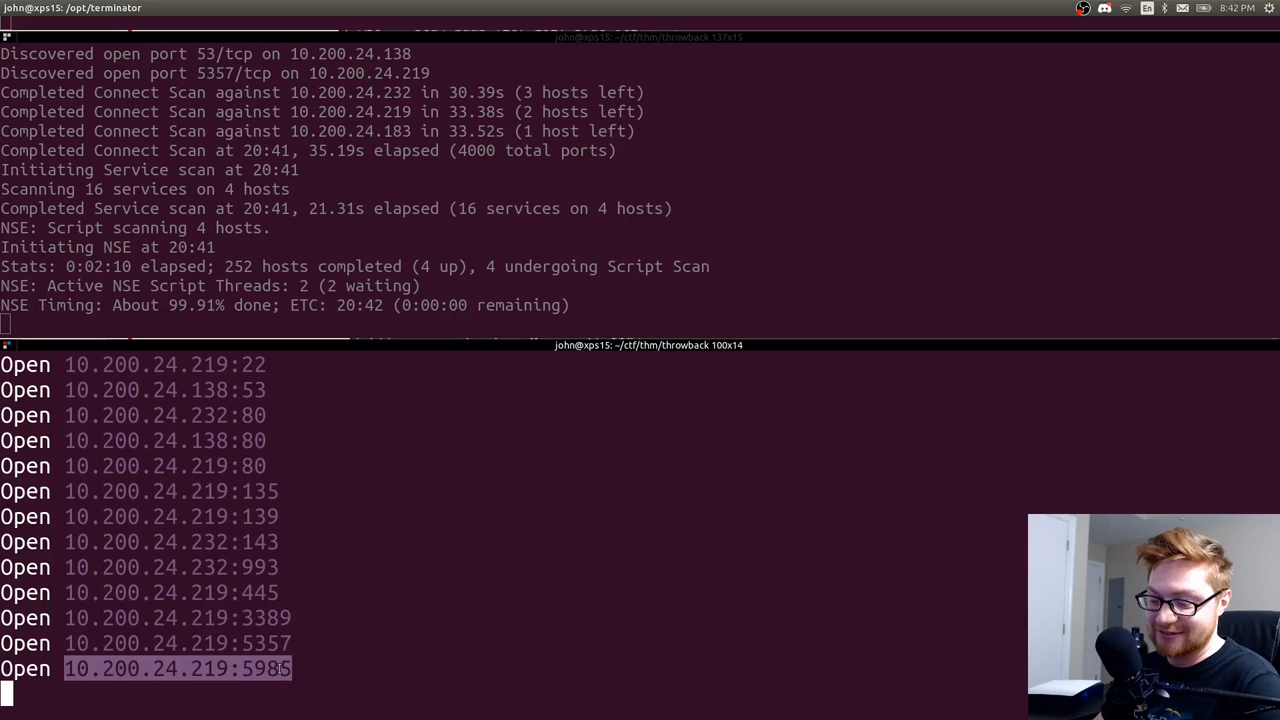 john@xps15: /opt/terminator
En
8:42 PM
john@xps15: ~/ctf/thm/throwback 137x15
Discovered open port 53/tcp on 10.200.24.138
Discovered open port 5357/tcp on 10.200.24.219
Completed Connect Scan against 10.200.24.232 in 30.39s (3 hosts left)
Completed Connect Scan against 10.200.24.219 in 33.38s (2 hosts left)
Completed Connect Scan against 10.200.24.183 in 33.52s (1 host left)
Completed Connect Scan at 20:41, 35.19s elapsed (4000 total ports)
Initiating Service scan at 20:41
Scanning 16 services on 4 hosts
Completed Service scan at 20:41, 21.31s elapsed (16 services on 4 hosts)
NSE: Script scanning 4 hosts.
Initiating NSE at 20:41
Stats: 0:02:10 elapsed; 252 hosts completed (4 up), 4 undergoing Script Scan
NSE: Active NSE Script Threads: 2 (2 waiting)
NSE Timing: About 99.91% done; ETC: 20:42 (0:00:00 remaining)
john@xps15: ~/ctf/thm/throwback 100x14
Open 10.200.24.219:22
Open 10.200.24.138:53
Open 10.200.24.232:80
Open 10.200.24.138:80
Open 10.200.24.219:80
Open 10.200.24.219:135
Open 10.200.24.219:139
Open 10.200.24.232:143
Open 10.200.24.232:993
Open 10.200.24.219:445
Open 10.200.24.219:3389
Open 10.200.24.219:5357
Open 10.200.24.219:5985